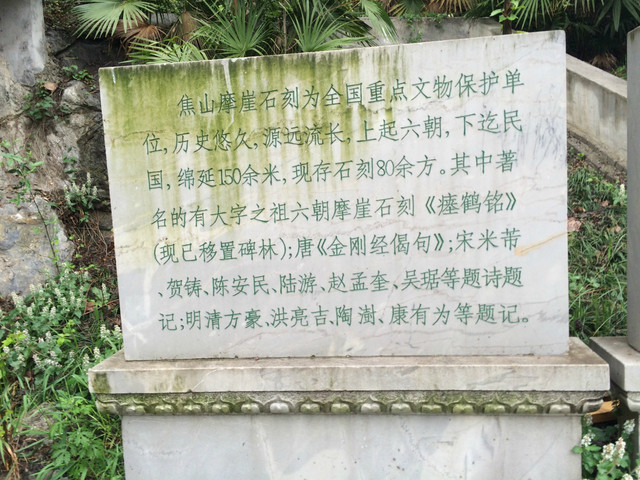 焦山摩崖石刻为全国重点文物保护单
位,历史悠久,源远流长,上起六朝,下迄民
国,绵延150余米,现存石刻80余方。其中著
名的有大字之祖六朝摩崖石刻《瘗鹤铭》
(现已移置碑林);唐《金刚经偈句》;宋米芾
、贺铸、陈安民、陆游、赵孟奎、吴琚等题诗题
记;明清方豪、洪亮吉、陶澍、康有为等题记。